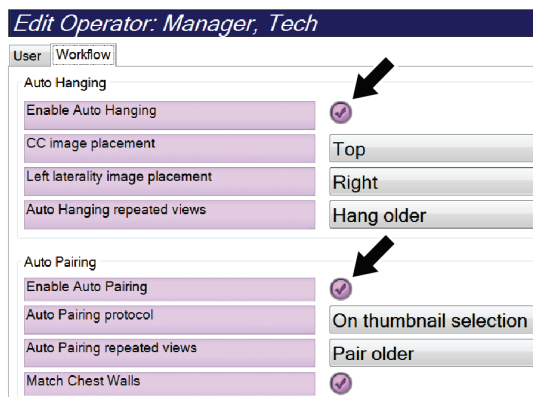 Edit Operator: Manager, Tech
User Workflow
Auto Hanging
Enable Auto Hanging
CC image placement Top
Left laterality image placement Right
Auto Hanging repeated views Hang older
Auto Pairing
Enable Auto Pairing
Auto Pairing protocol On thumbnail selection
Auto Pairing repeated views Pair older
Match Chest Walls